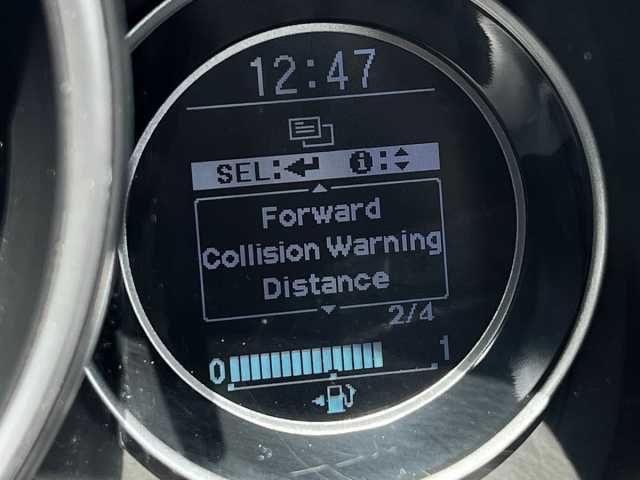 12:47
SEL: i:
Forward
Collision Warning
Distance
2/4
0 1